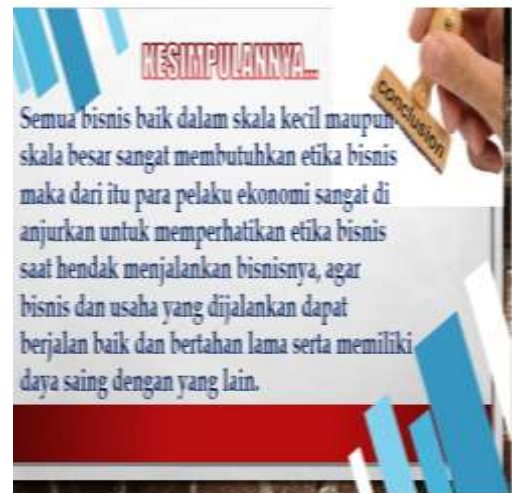 KESIMPULANNYA...
conclusion
Semua bisnis baik dalam skala kecil maupun
skala besar sangat membutuhkan etika bisnis
maka dari itu para pelaku ekonomi sangat di
anjurkan untuk memperhatikan etika bisnis
saat hendak menjalankan bisnisnya, agar
bisnis dan usaha yang dijalankan dapat
berjalan baik dan bertahan lama serta memiliki
daya saing dengan yang lain.